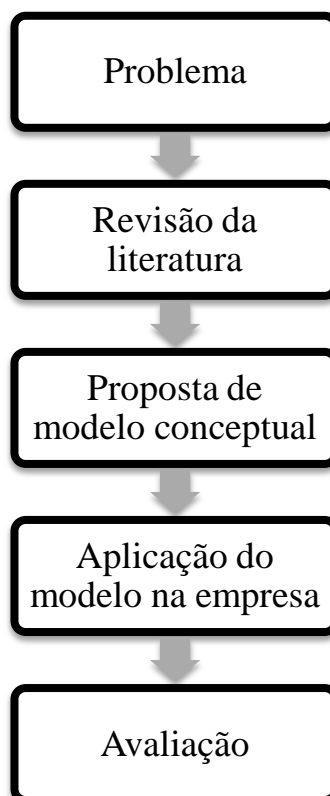 Problema
Revisão da
literatura
Proposta de
modelo conceptual
Aplicação do
modelo na empresa
Avaliação